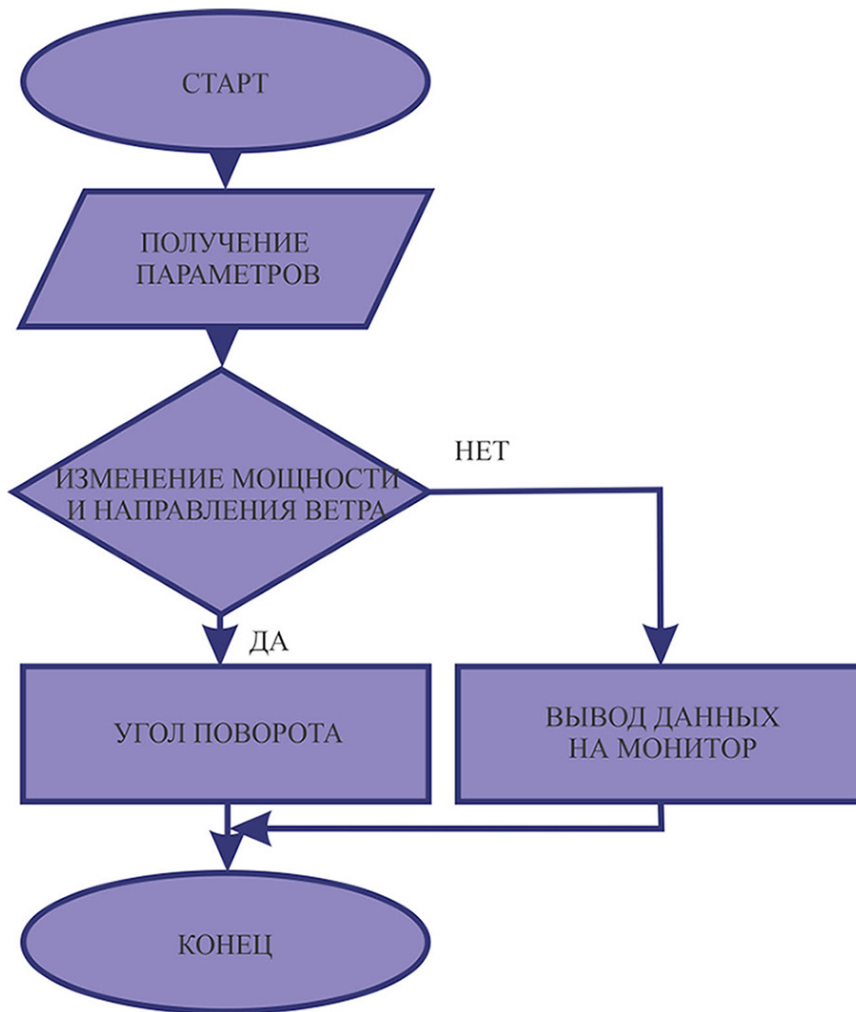 СТАРТ
ПОЛУЧЕНИЕ
ПАРАМЕТРОВ
ИЗМЕНЕНИЕ МОЩНОСТИ
И НАПРАВЛЕНИЯ ВЕТРА
НЕТ
ДА
УГОЛ ПОВОРОТА
ВЫВОД ДАННЫХ
НА МОНИТОР
КОНЕЦ